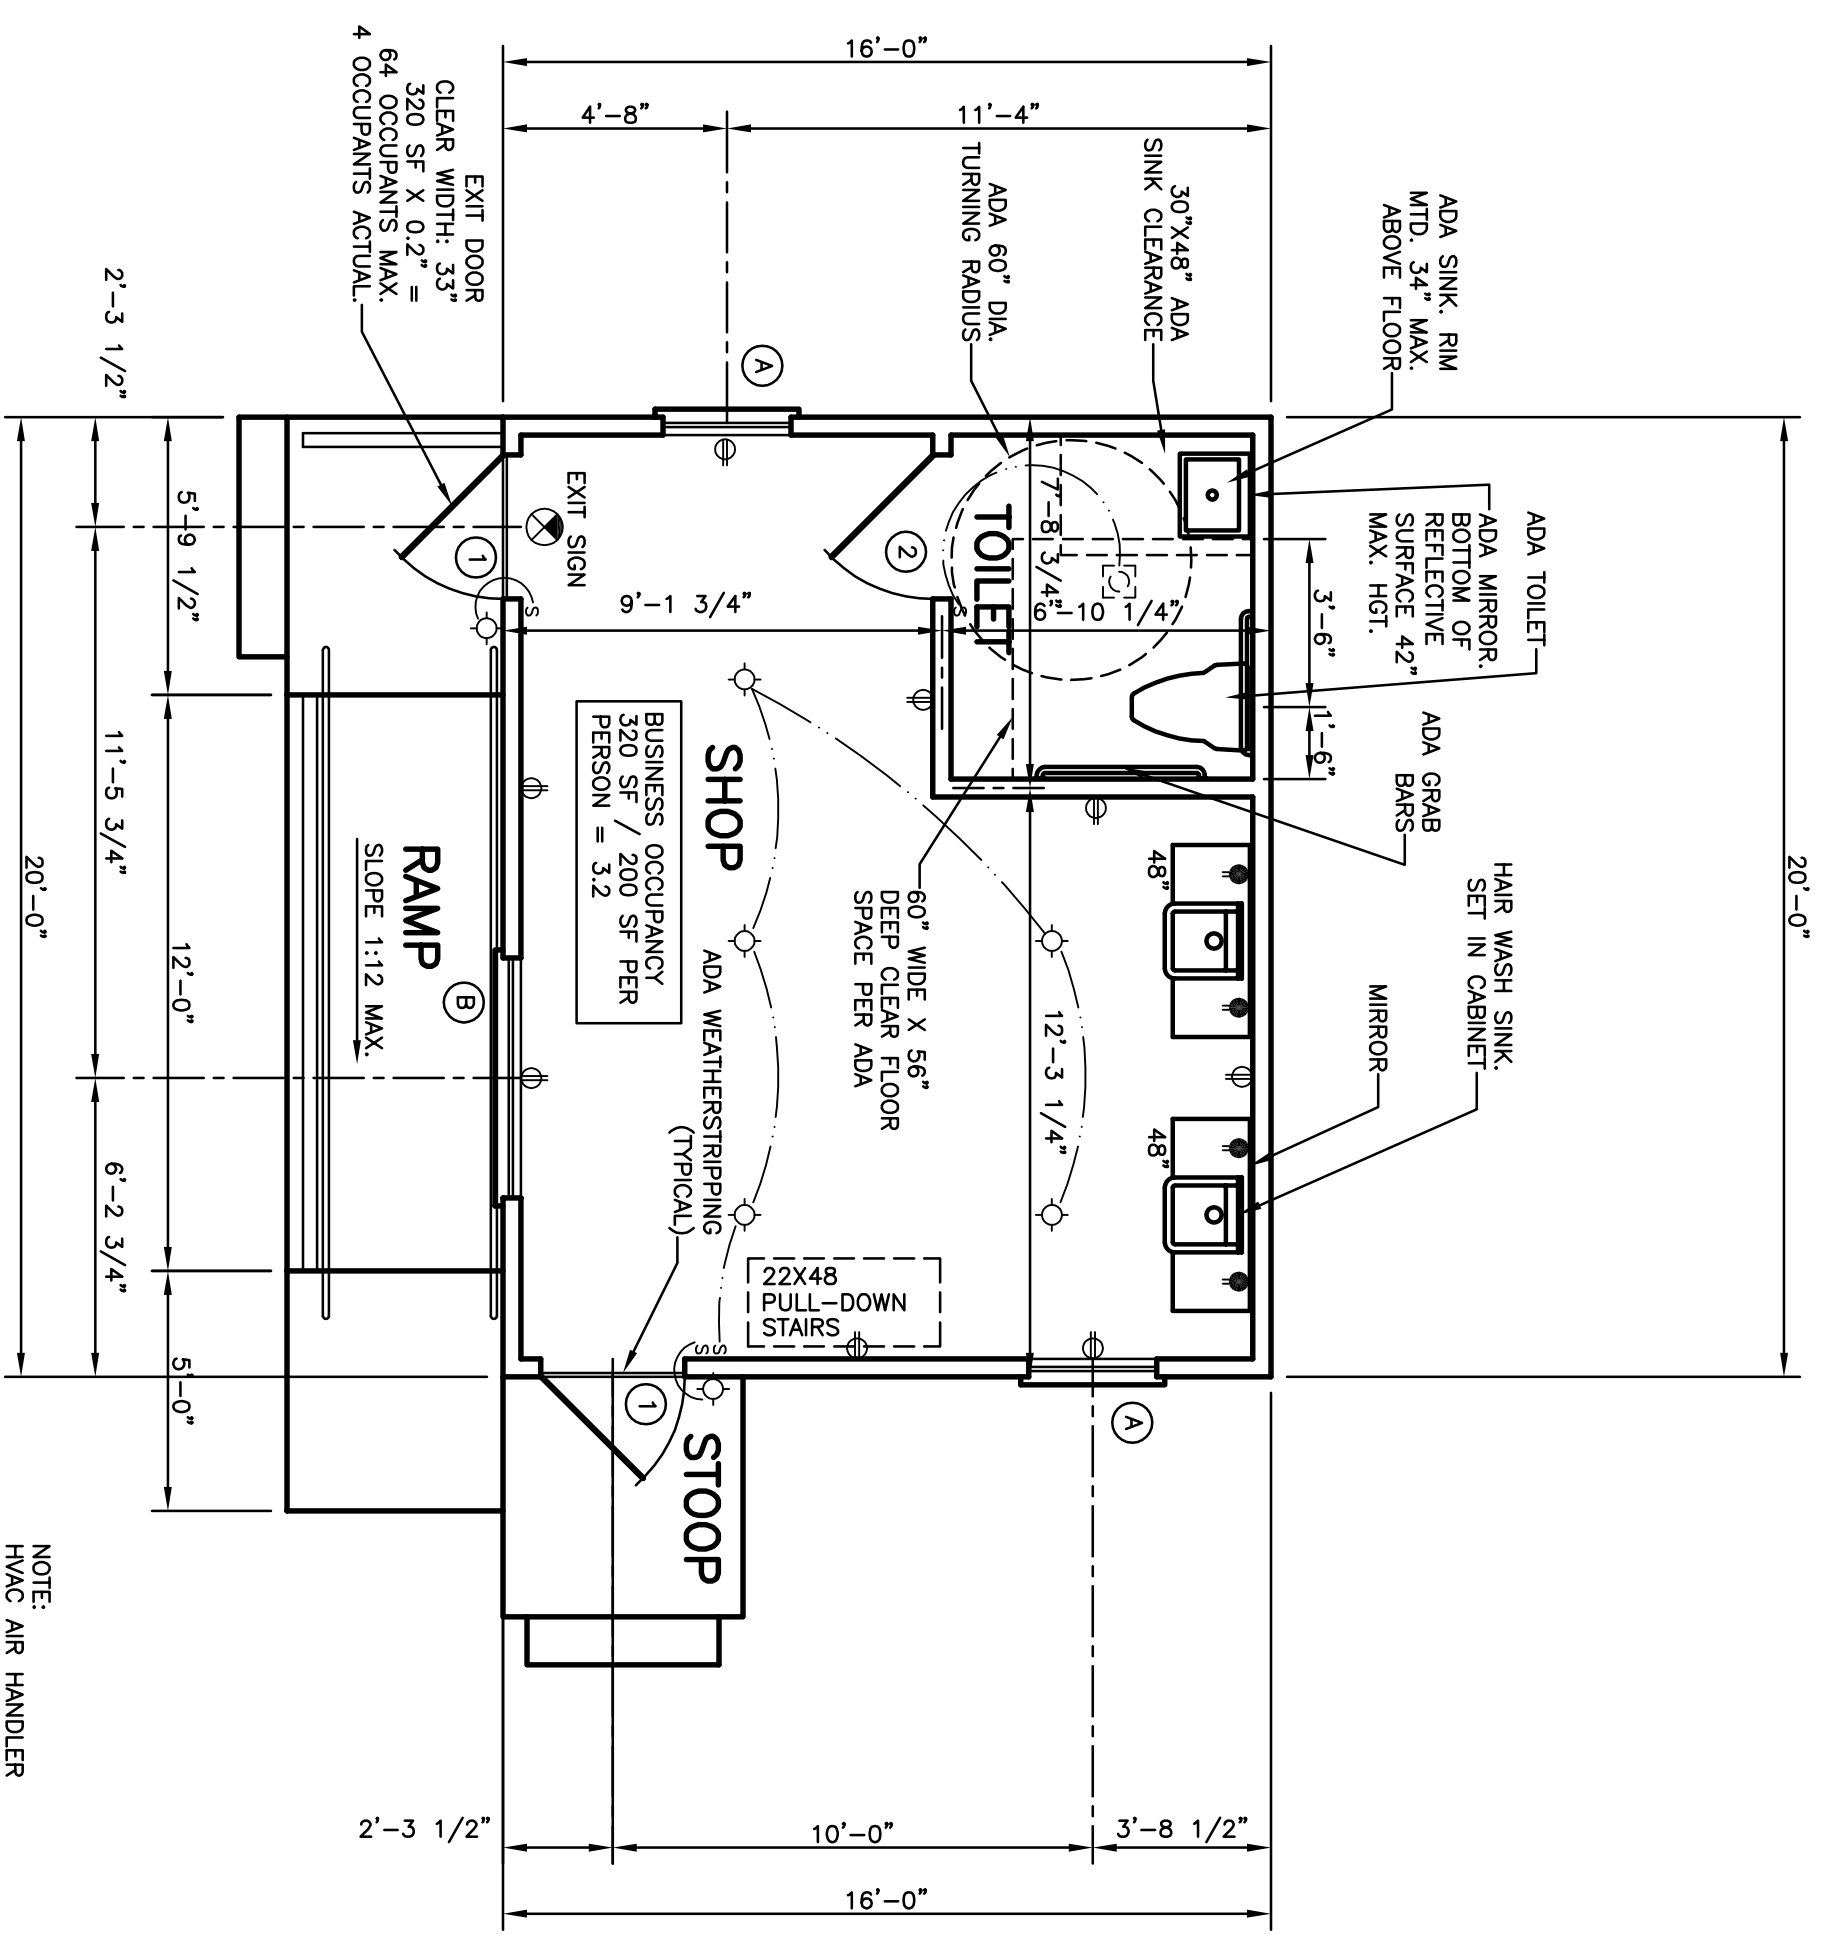 16'-0"
4'-8"
11'-4"
ADA SINK. RIM
MTD. 34" MAX.
ABOVE FLOOR
30"X48" ADA
SINK CLEARANCE
ADA 60" DIA.
TURNING RADIUS
EXIT DOOR
CLEAR WIDTH: 33"
320 SF X 0.2" =
64 OCCUPANTS MAX.
4 OCCUPANTS ACTUAL.
A
ADA TOILET
ADA MIRROR.
BOTTOM OF
REFLECTIVE
SURFACE 42"
MAX. HGT.
3'-6"
1'-6"
ADA GRAB
BARS
HAIR WASH SINK.
SET IN CABINET
MIRROR
20'-0"
7'-8 3/4"
TOILET
6'-10 1/4"
2
S
EXIT SIGN
1
S
9'-1 3/4"
48"
48"
12'-3 1/4"
60" WIDE X 56"
DEEP CLEAR FLOOR
SPACE PER ADA
SHOP
BUSINESS OCCUPANCY
320 SF / 200 SF PER
PERSON = 3.2
ADA WEATHERSTRIPPING
(TYPICAL)
22X48
PULL-DOWN
STAIRS
S
S
A
1
STOOP
RAMP
SLOPE 1:12 MAX.
B
5'-9 1/2"
12'-0"
5'-0"
2'-3 1/2"
11'-5 3/4"
6'-2 3/4"
20'-0"
2'-3 1/2"
10'-0"
3'-8 1/2"
16'-0"
NOTE:
HVAC AIR HANDLER